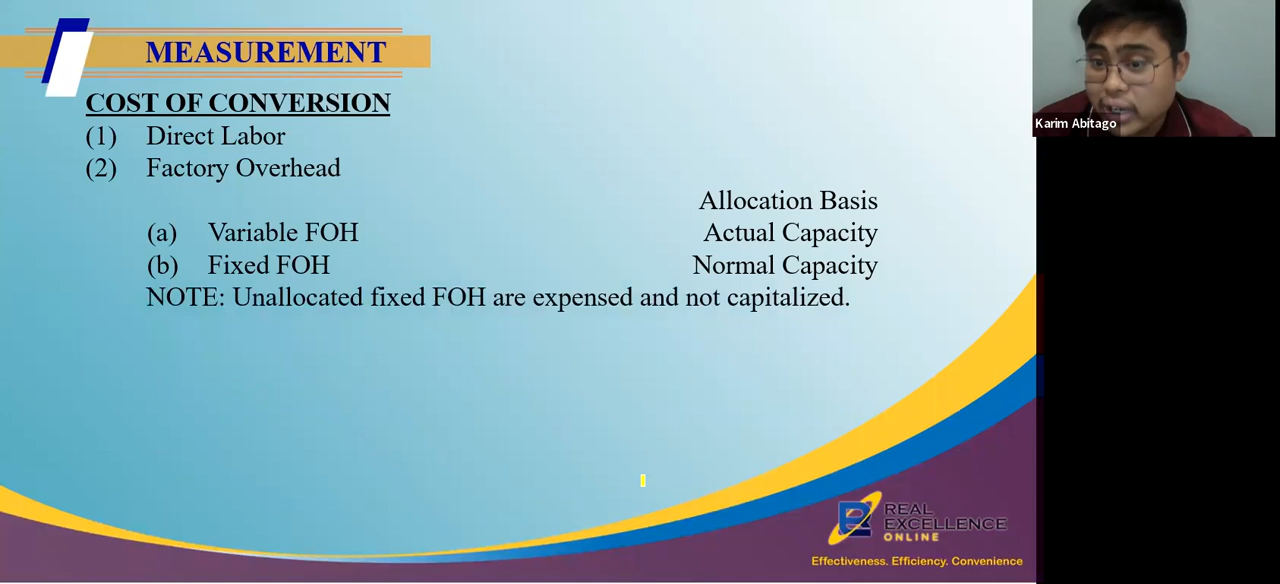 MEASUREMENT
COST OF CONVERSION
(1) Direct Labor
(2) Factory Overhead
Allocation Basis
(a) Variable FOH Actual Capacity
(b) Fixed FOH Normal Capacity
NOTE: Unallocated fixed FOH are expensed and not capitalized.
Karim Abitago
REAL
EXCELLENCE
ONLINE
Effectiveness. Efficiency. Convenience